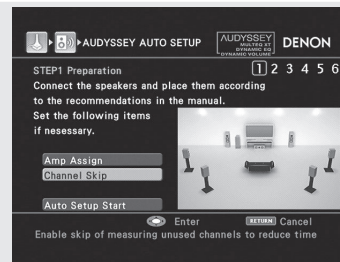 AUDYSSEY AUTO SETUP
AUDYSSEY
MULTEQ XT
DYNAMIC EQ
DYNAMIC VOLUME
DENON
STEP1 Preparation
1 2 3 4 5 6
Connect the speakers and place them according
to the recommendations in the manual.
Set the following items
if nesessary.
Amp Assign
Channel Skip
Auto Setup Start
Enter
RETURN Cancel
Enable skip of measuring unused channels to reduce time